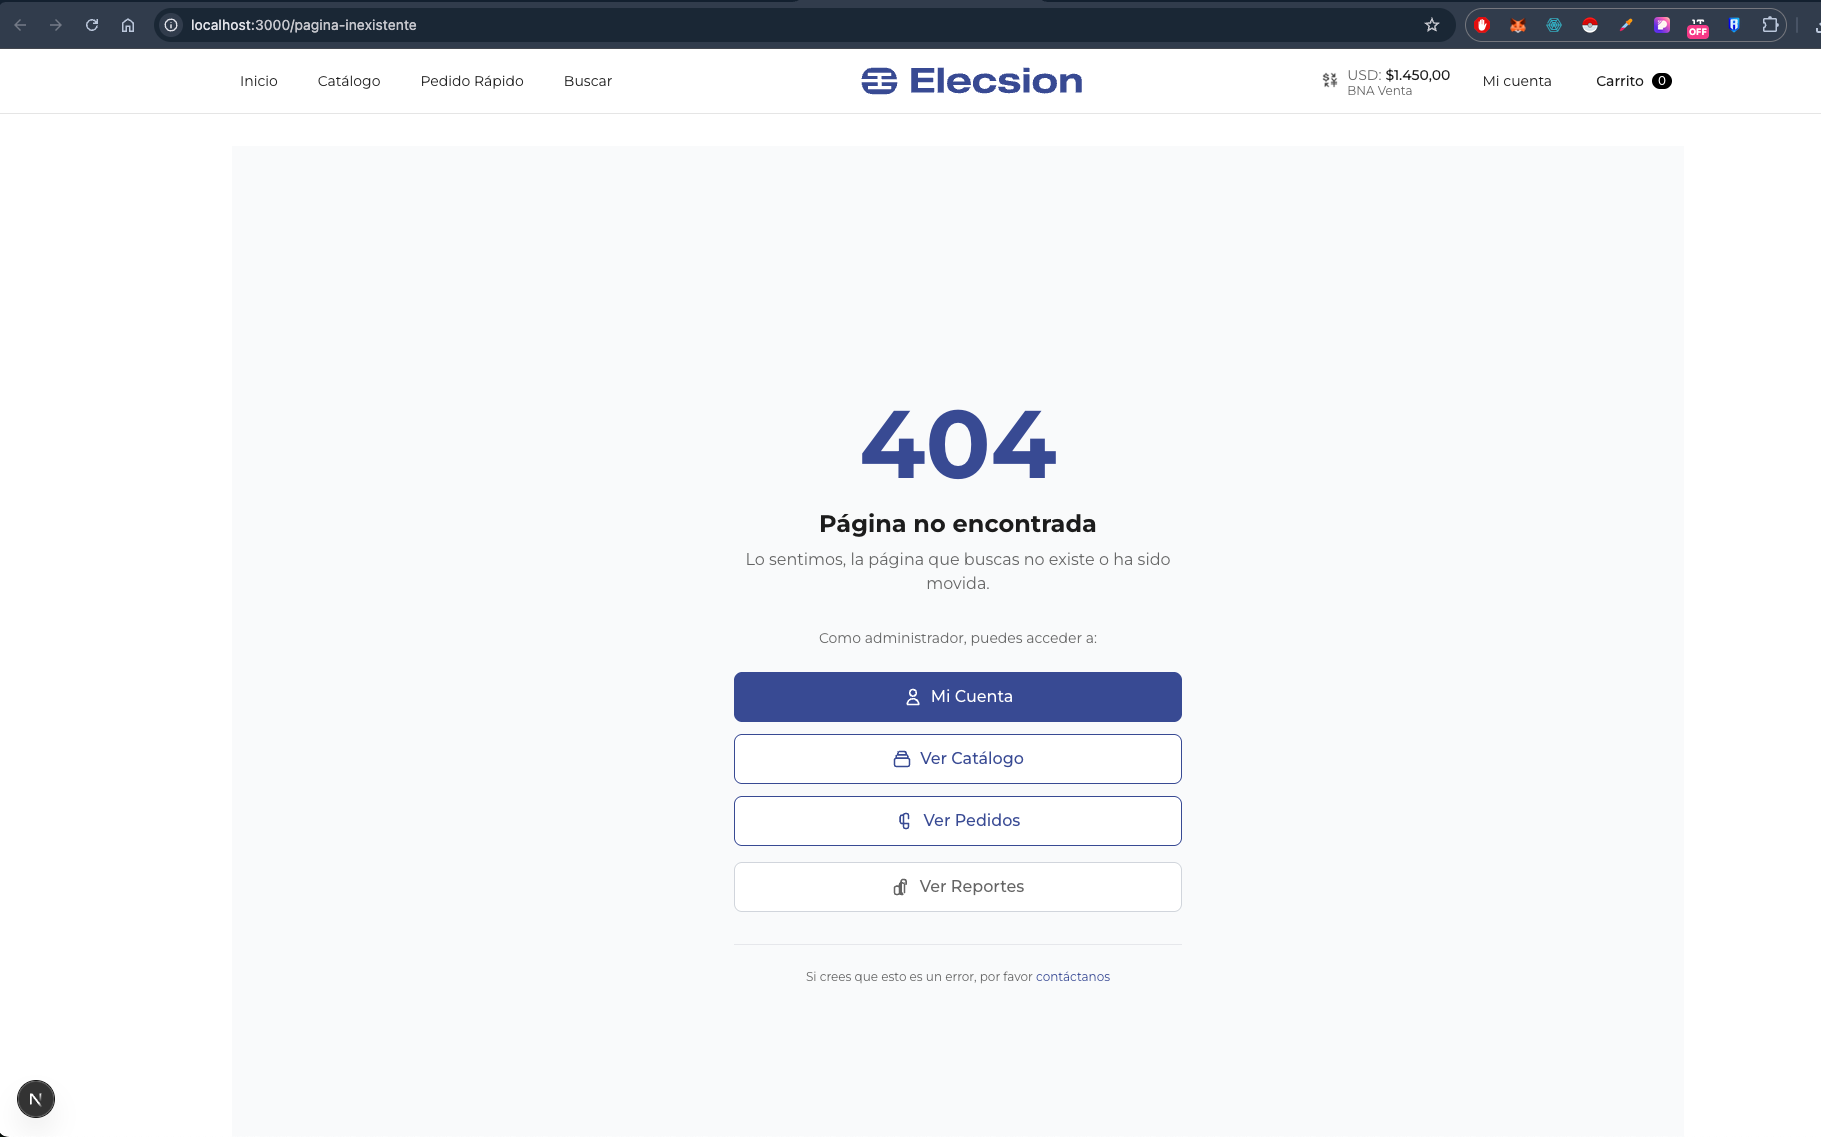 localhost:3000/pagina-inexistente
OFF
Inicio
Catálogo
Pedido Rápido
Buscar
Elecsion
USD: $1.450,00
BNA Venta
Mi cuenta
Carrito 0
404
Página no encontrada
Lo sentimos, la página que buscas no existe o ha sido
movida.
Como administrador, puedes acceder a:
Mi Cuenta
Ver Catálogo
Ver Pedidos
Ver Reportes
Si crees que esto es un error, por favor contáctanos
N